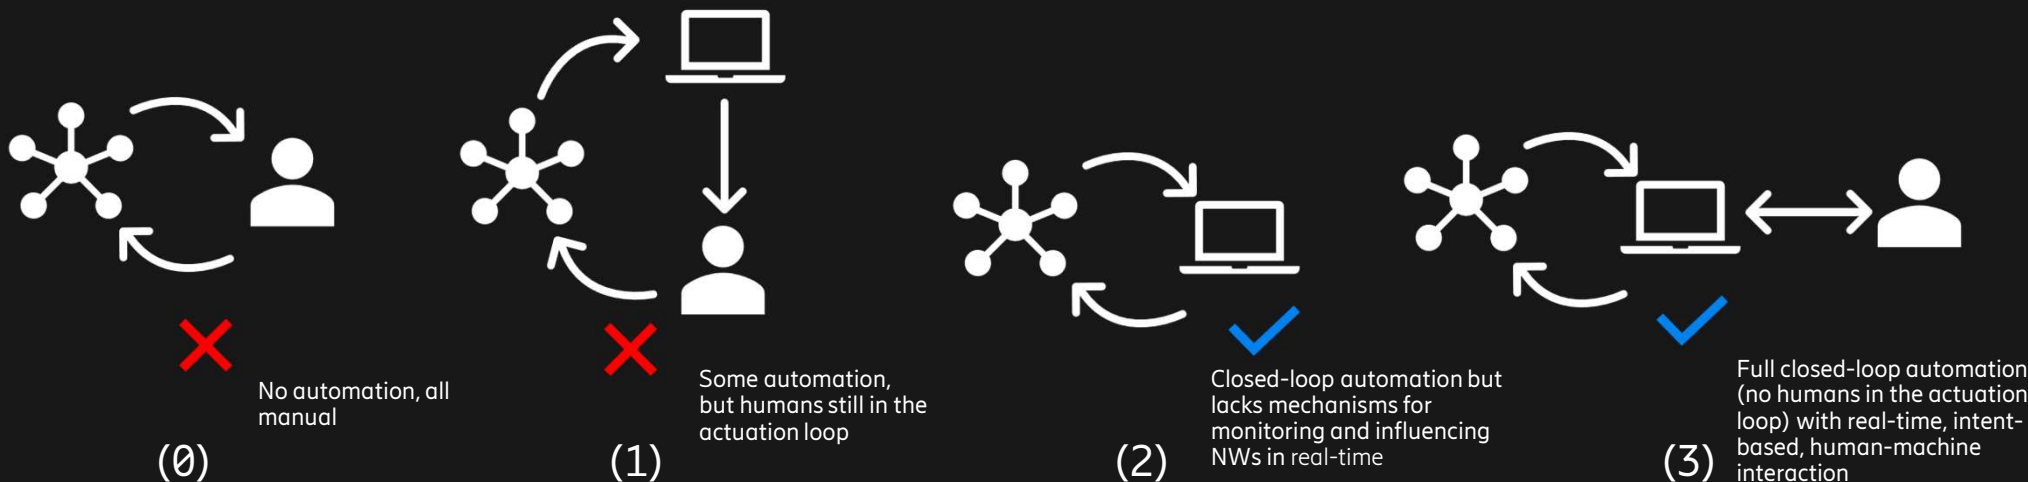 No automation, all
manual
(0)
Some automation,
but humans still in the
actuation loop
(1)
Closed-loop automation but
lacks mechanisms for
monitoring and influencing
NWs in real-time
(2)
Full closed-loop automation
(no humans in the actuation
loop) with real-time, intent-
based, human-machine
interaction
(3)